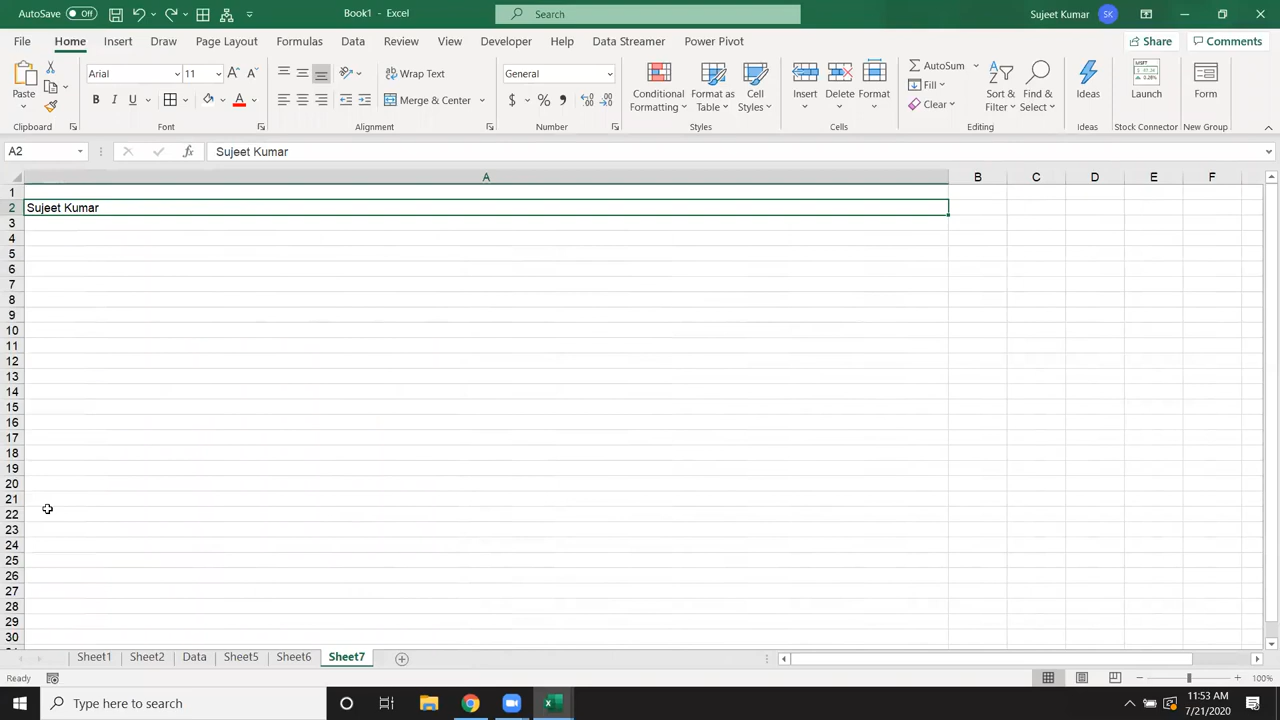 AutoSave Off Book1 - Excel Search Sujeet Kumar SK
File Home Insert Draw Page Layout Formulas Data Review View Developer Help Data Streamer Power Pivot Share Comments
Paste Arial 11 A A Wrap Text General Conditional Formatting Format as Table Cell Styles Insert Delete Format AutoSum Fill Clear Sort & Filter Find & Select Ideas Launch Form
B I U A Merge & Center $ % ,
Clipboard Font Alignment Number Styles Cells Editing Ideas Stock Connector New Group
A2 fx Sujeet Kumar
A B C D E F
1
2 Sujeet Kumar
3
4
5
6
7
8
9
10
11
12
13
14
15
16
17
18
19
20
21
22
23
24
25
26
27
28
29
30
Sheet1 Sheet2 Data Sheet5 Sheet6 Sheet7
Ready 100%
Type here to search 11:53 AM
7/21/2020